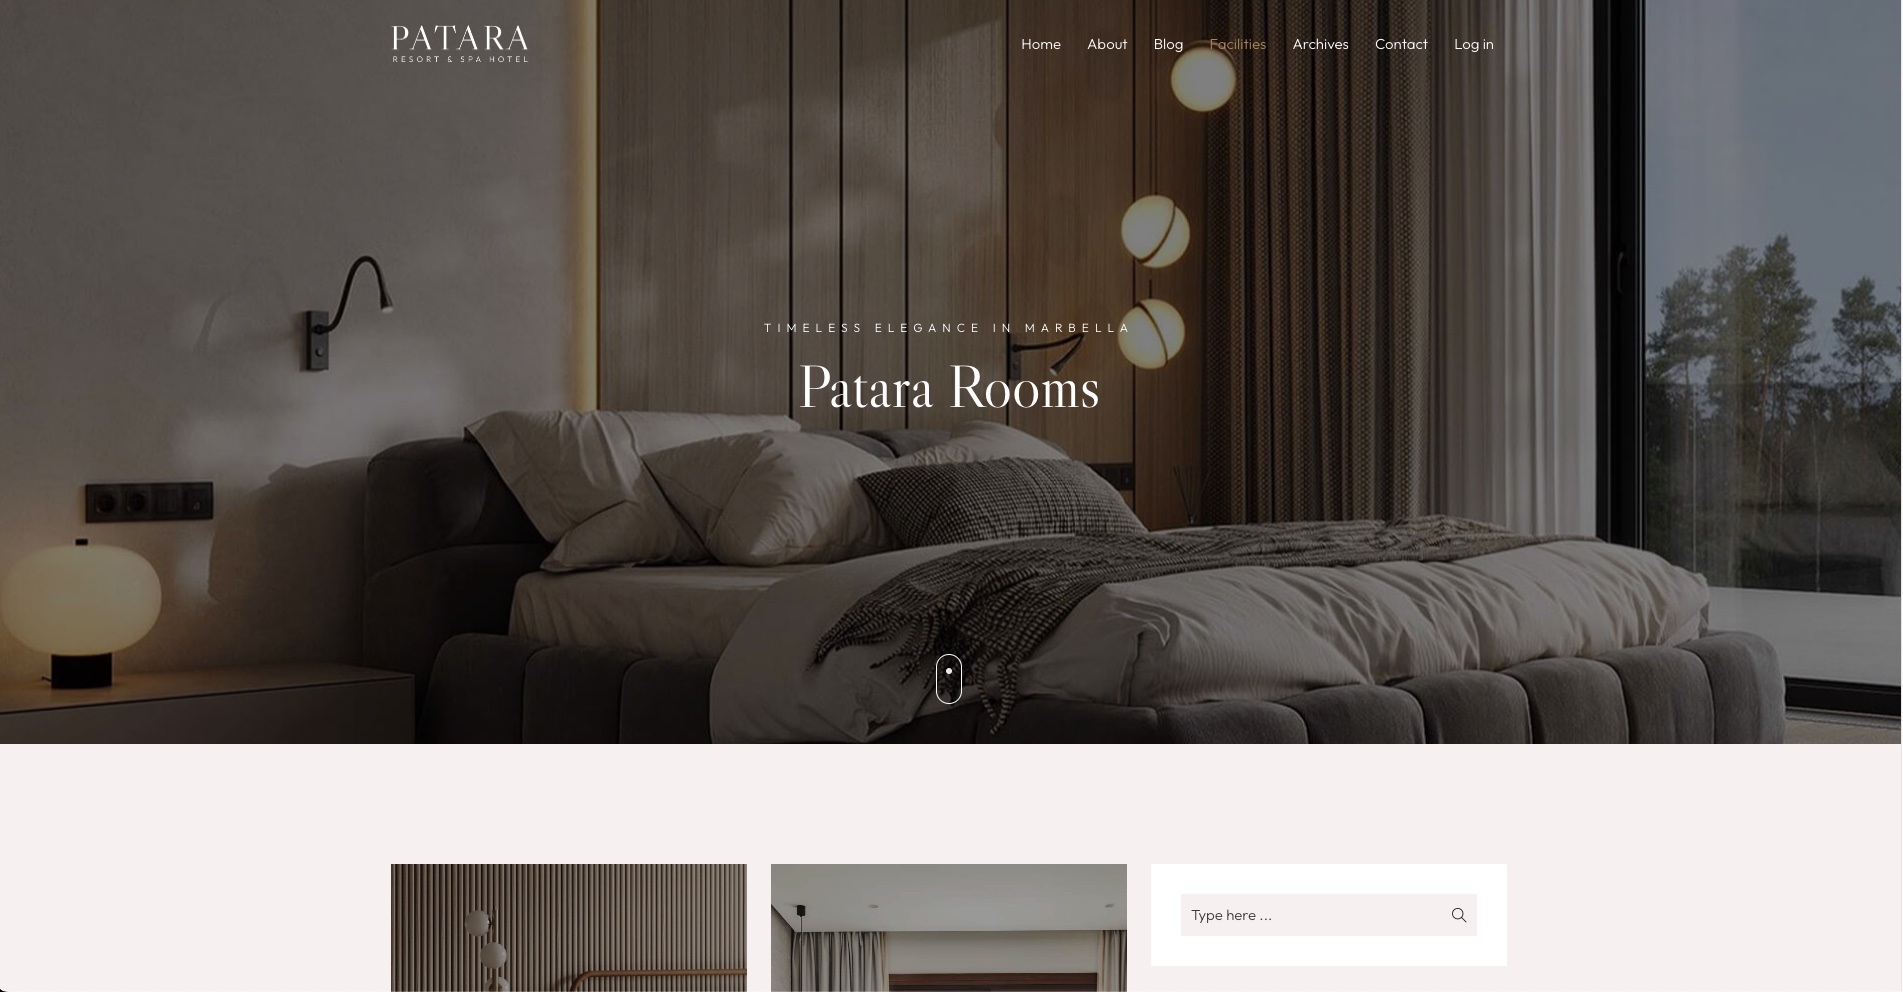 PATARA
RESORT & SPA HOTEL
Home About Blog Facilities Archives Contact Log in
TIMELESS ELEGANCE IN MARBELLA
Patara Rooms
Type here ...